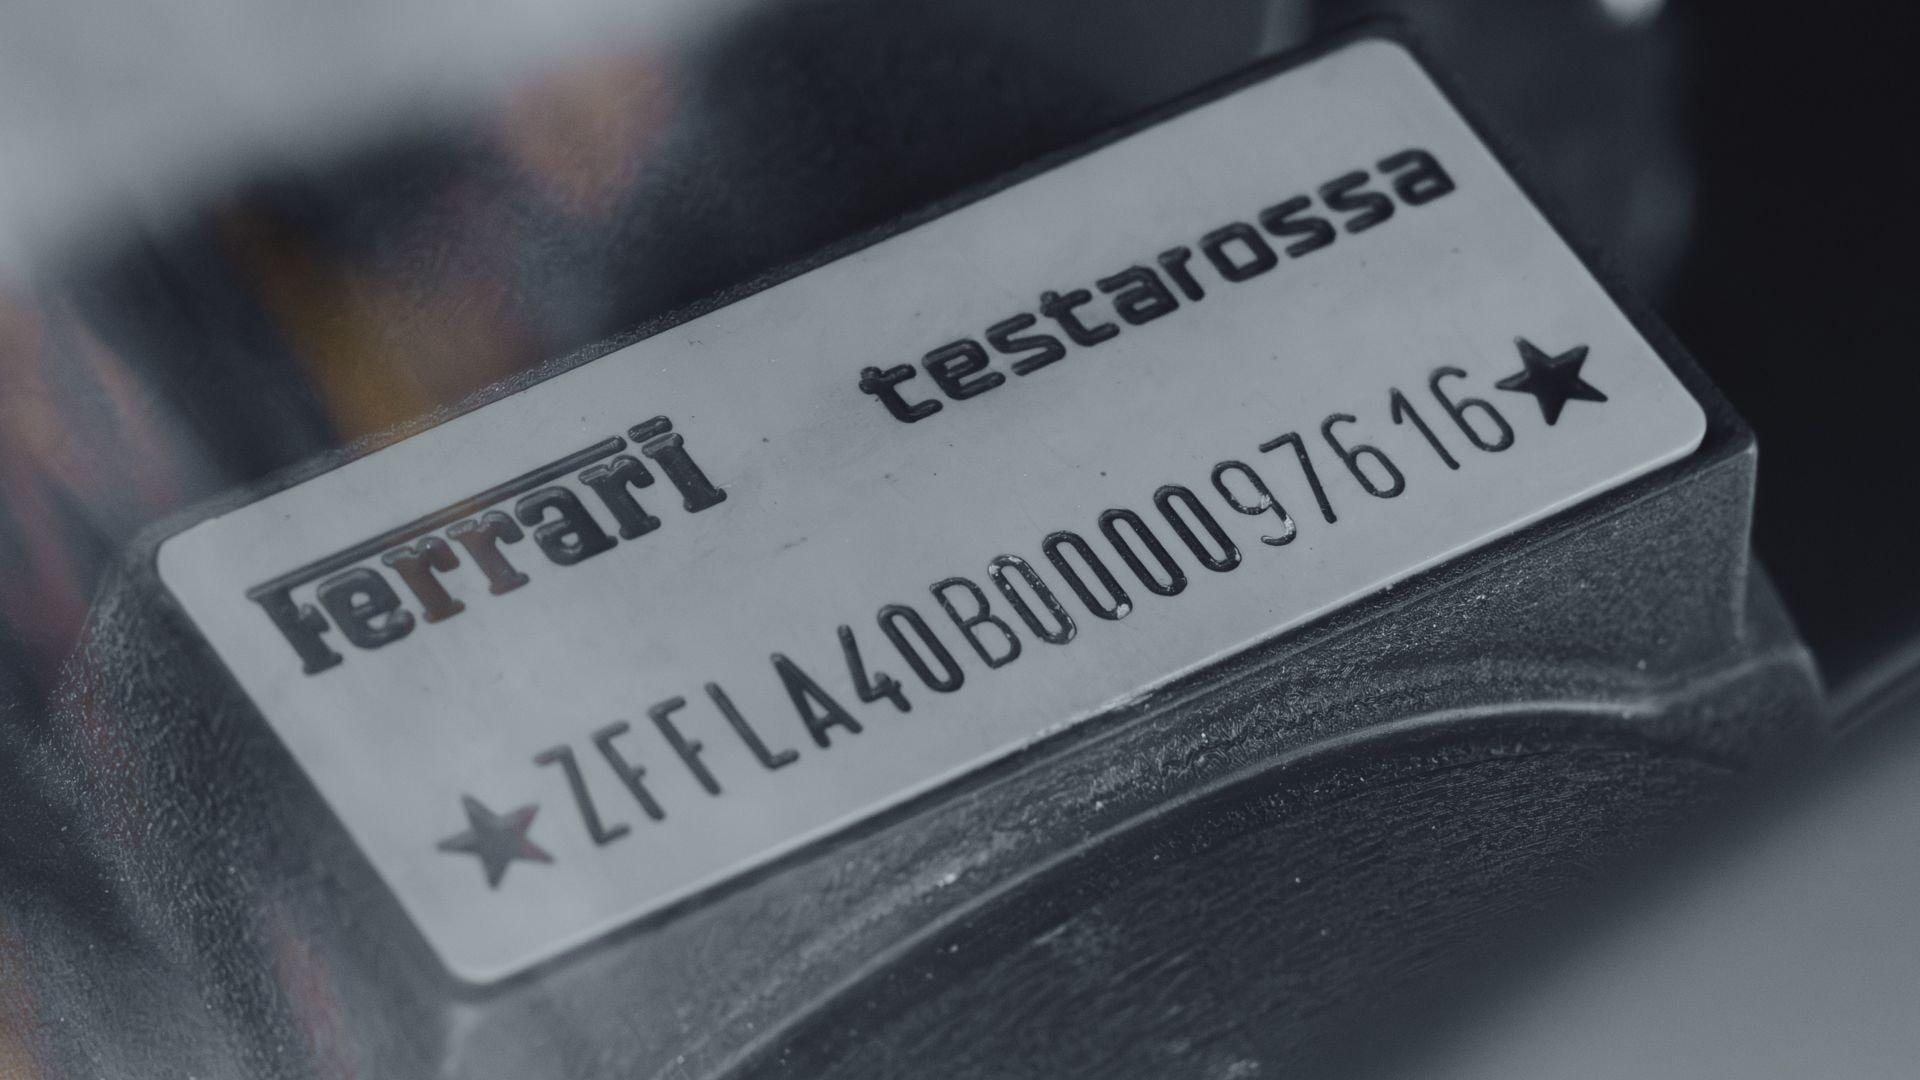 Ferrari testarossa
★ZFFLA40B000097616★